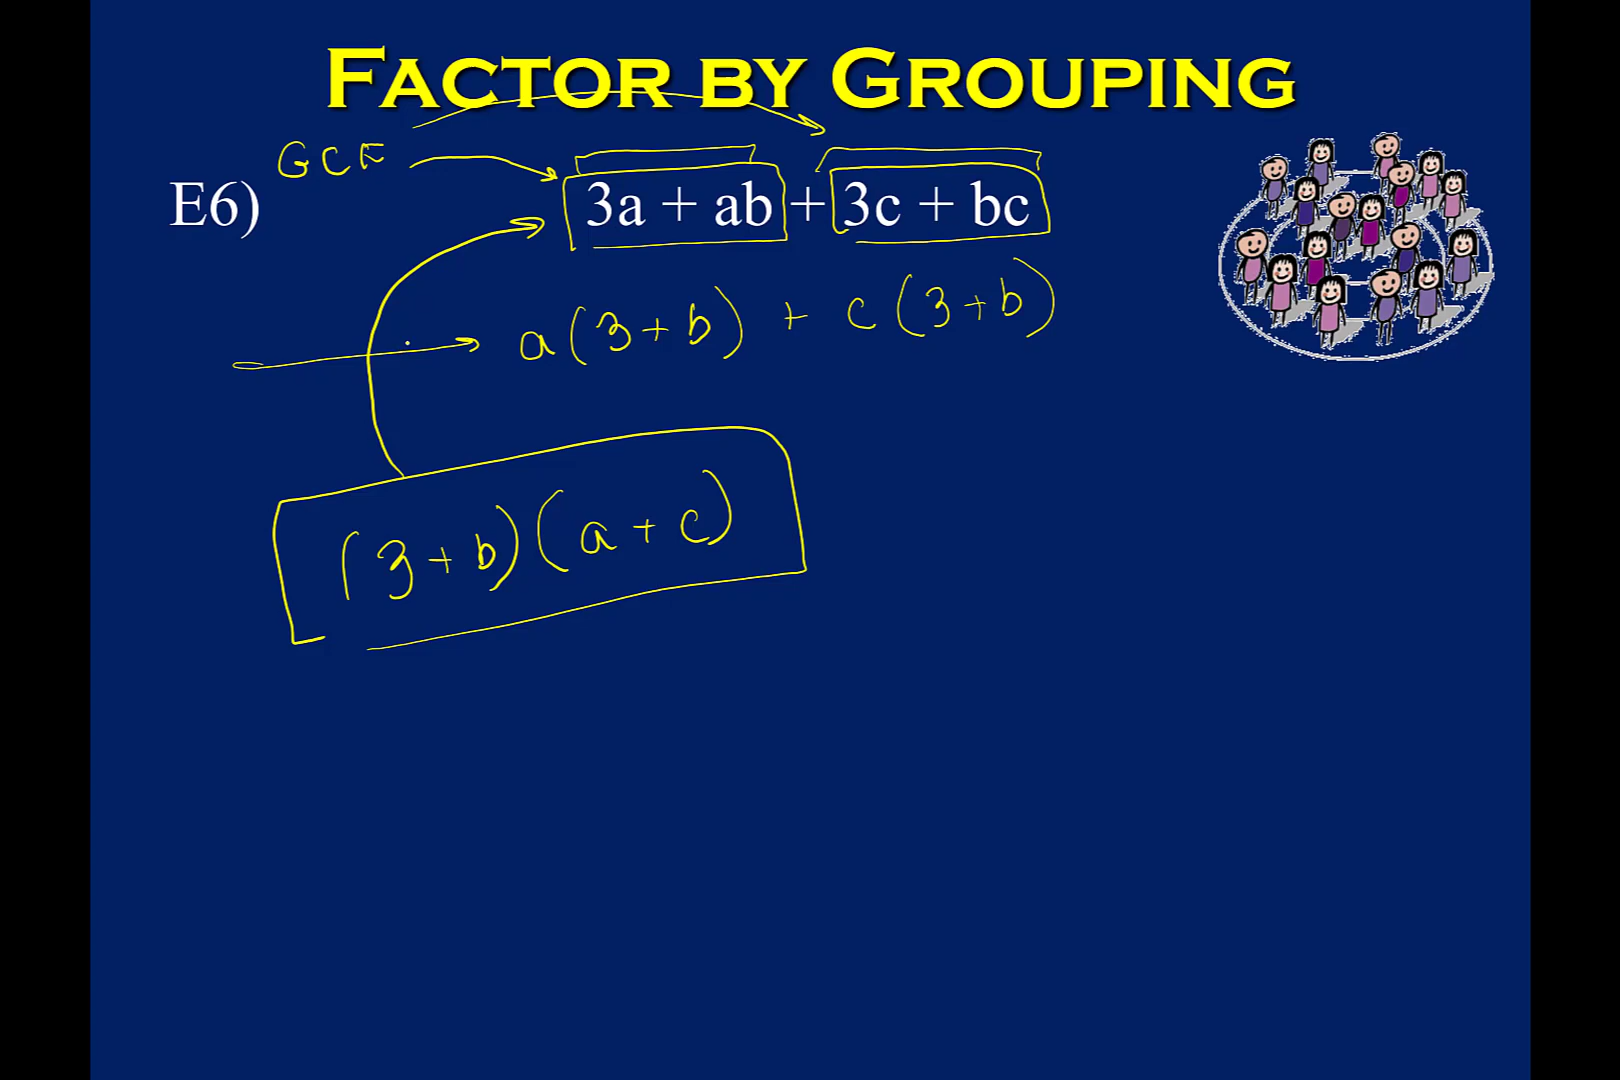 FACTOR BY GROUPING
GCF
E6) 3a + ab + 3c + bc
a(3+b) + c(3+b)
(3+b)(a+c)